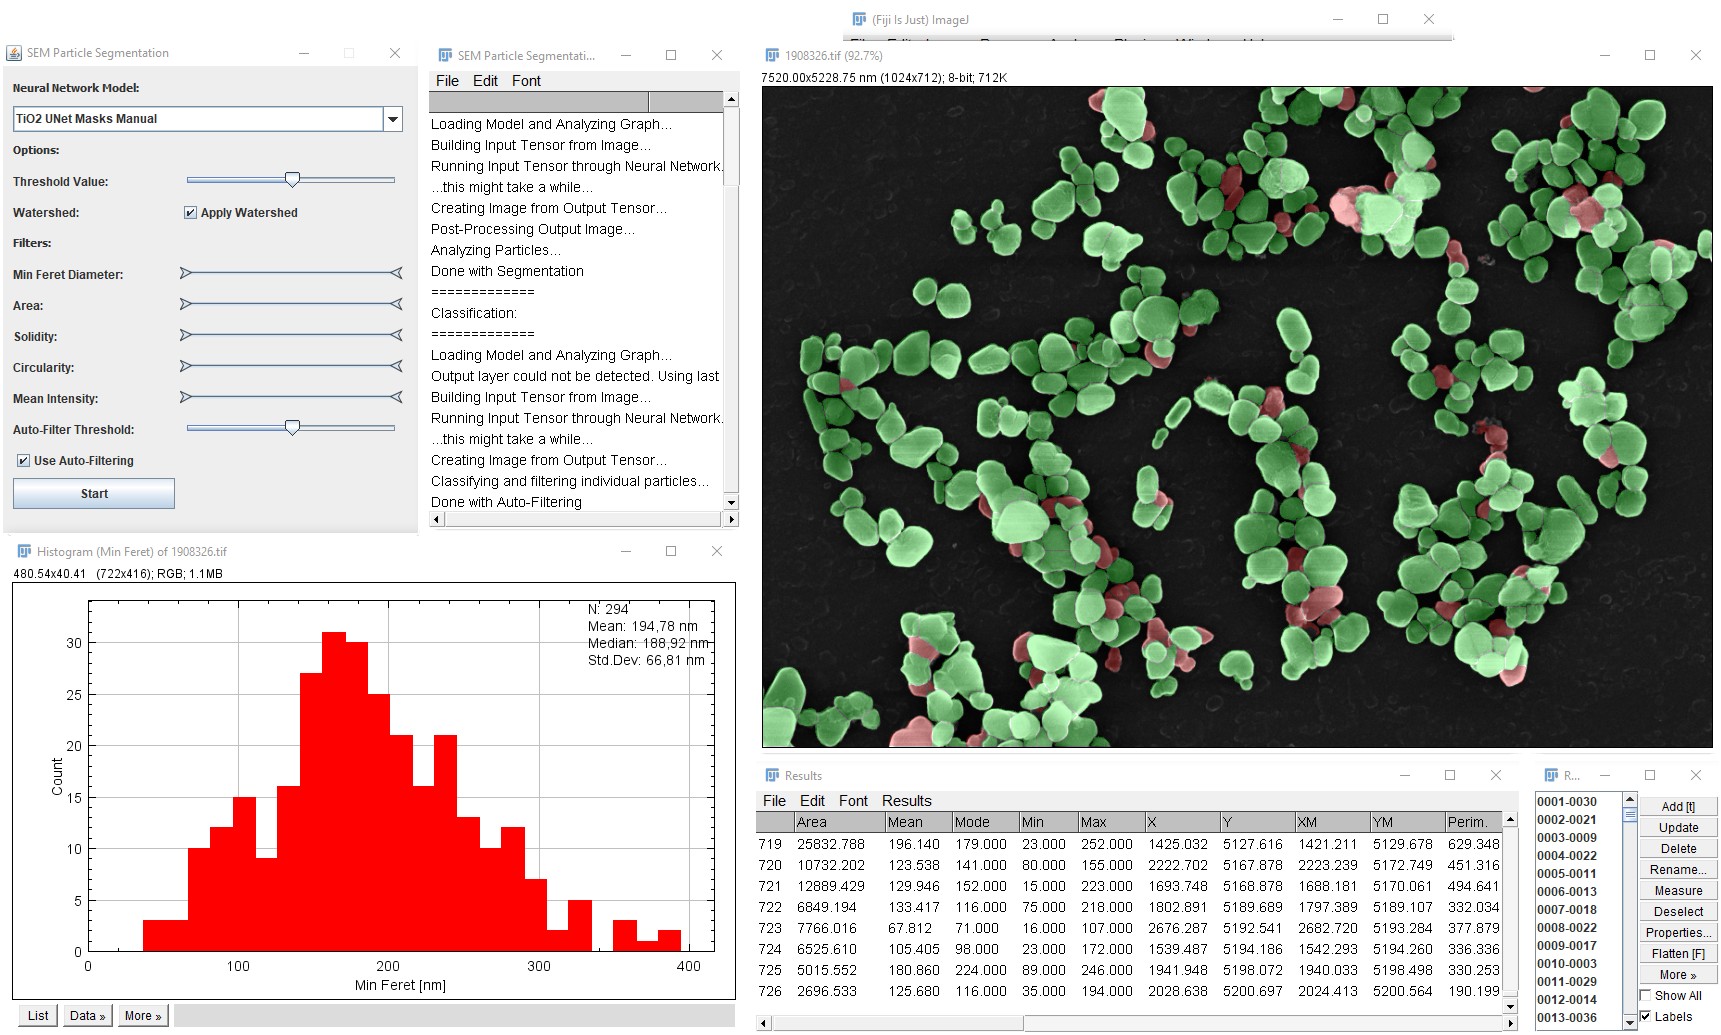 (Fiji Is Just) ImageJ
SEM Particle Segmentation
Neural Network Model:
TiO2 UNet Masks Manual
Options:
Threshold Value:
Watershed:
Apply Watershed
Filters:
Min Feret Diameter:
Area:
Solidity:
Circularity:
Mean Intensity:
Auto-Filter Threshold:
Use Auto-Filtering
Start
SEM Particle Segmentati...
File Edit Font
Loading Model and Analyzing Graph...
Building Input Tensor from Image...
Running Input Tensor through Neural Network.
...this might take a while...
Creating Image from Output Tensor...
Post-Processing Output Image...
Analyzing Particles...
Done with Segmentation
=============
Classification:
=============
Loading Model and Analyzing Graph...
Output layer could not be detected. Using last
Building Input Tensor from Image...
Running Input Tensor through Neural Network.
...this might take a while...
Creating Image from Output Tensor...
Classifying and filtering individual particles...
Done with Auto-Filtering
1908326.tif (92.7%)
7520.00x5228.75 nm (1024x712); 8-bit; 712K
Histogram (Min Feret) of 1908326.tif
480.54x40.41 (722x416); RGB; 1.1MB
N: 294
Mean: 194,78 nm
Median: 188,92 nm
Std.Dev: 66,81 nm
30
25
20
15
10
5
0
Count
0 100 200 300 400
Min Feret [nm]
List Data » More »
Results
File Edit Font Results
Area Mean Mode Min Max X Y XM YM Perim.
719 25832.788 196.140 179.000 23.000 252.000 1425.032 5127.616 1421.211 5129.678 629.348
720 10732.202 123.538 141.000 80.000 155.000 2222.702 5167.878 2223.239 5172.749 451.316
721 12889.429 129.946 152.000 15.000 223.000 1693.748 5168.878 1688.181 5170.061 494.641
722 6849.194 133.417 116.000 75.000 218.000 1802.891 5189.689 1797.389 5189.107 332.034
723 7766.016 67.812 71.000 16.000 107.000 2676.287 5192.541 2682.720 5193.284 377.879
724 6525.610 105.405 98.000 23.000 172.000 1539.487 5194.186 1542.293 5194.260 336.336
725 5015.552 180.860 224.000 89.000 246.000 1941.948 5198.072 1940.033 5198.498 330.253
726 2696.533 125.680 116.000 35.000 194.000 2028.638 5200.697 2024.413 5200.564 190.199
R...
0001-0030
0002-0021
0003-0009
0004-0022
0005-0011
0006-0013
0007-0018
0008-0022
0009-0017
0010-0003
0011-0029
0012-0014
0013-0036
Add [t]
Update
Delete
Rename...
Measure
Deselect
Properties...
Flatten [F]
More »
Show All
Labels